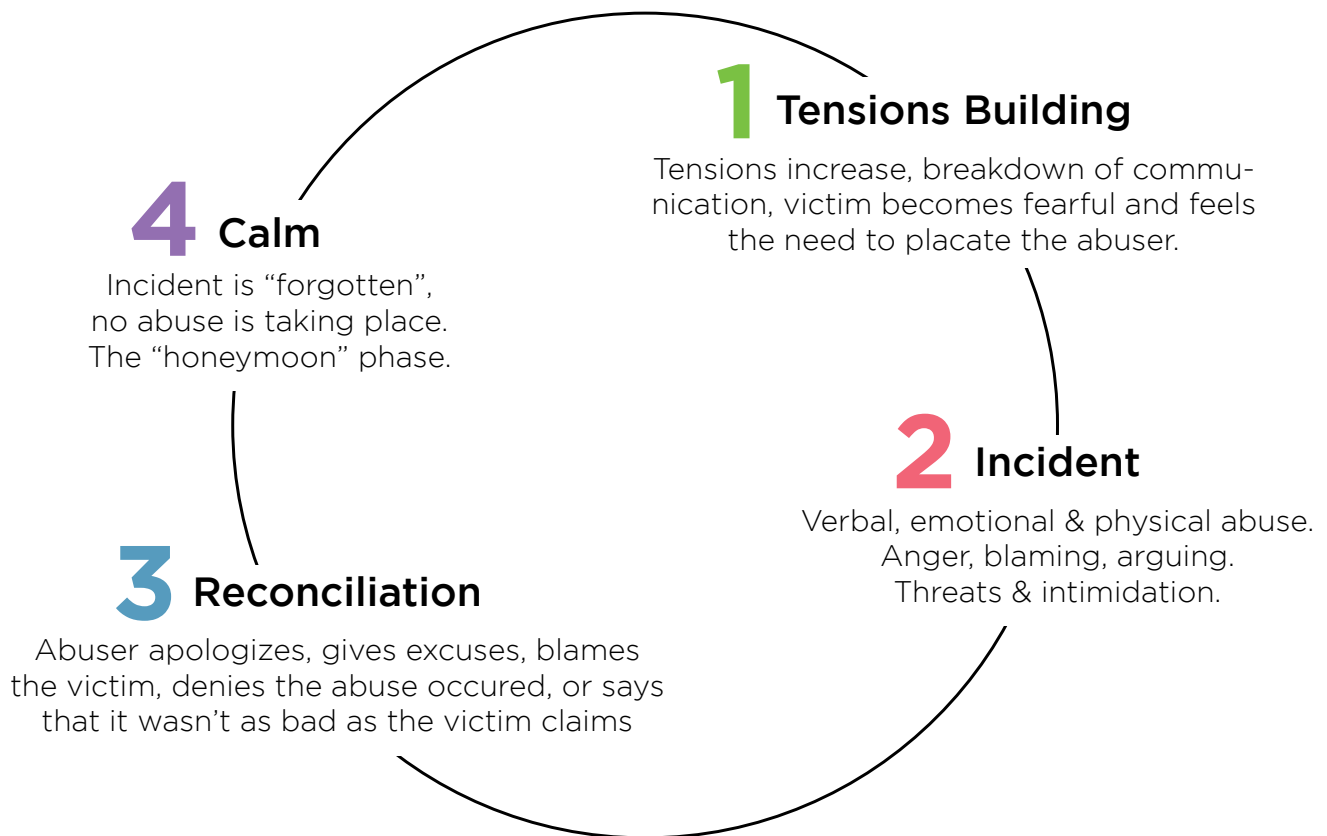 1 Tensions Building
Tensions increase, breakdown of commu-
nication, victim becomes fearful and feels
the need to placate the abuser.
2 Incident
Verbal, emotional & physical abuse.
Anger, blaming, arguing.
Threats & intimidation.
3 Reconciliation
Abuser apologizes, gives excuses, blames
the victim, denies the abuse occured, or says
that it wasn’t as bad as the victim claims
4 Calm
Incident is “forgotten”,
no abuse is taking place.
The “honeymoon” phase.